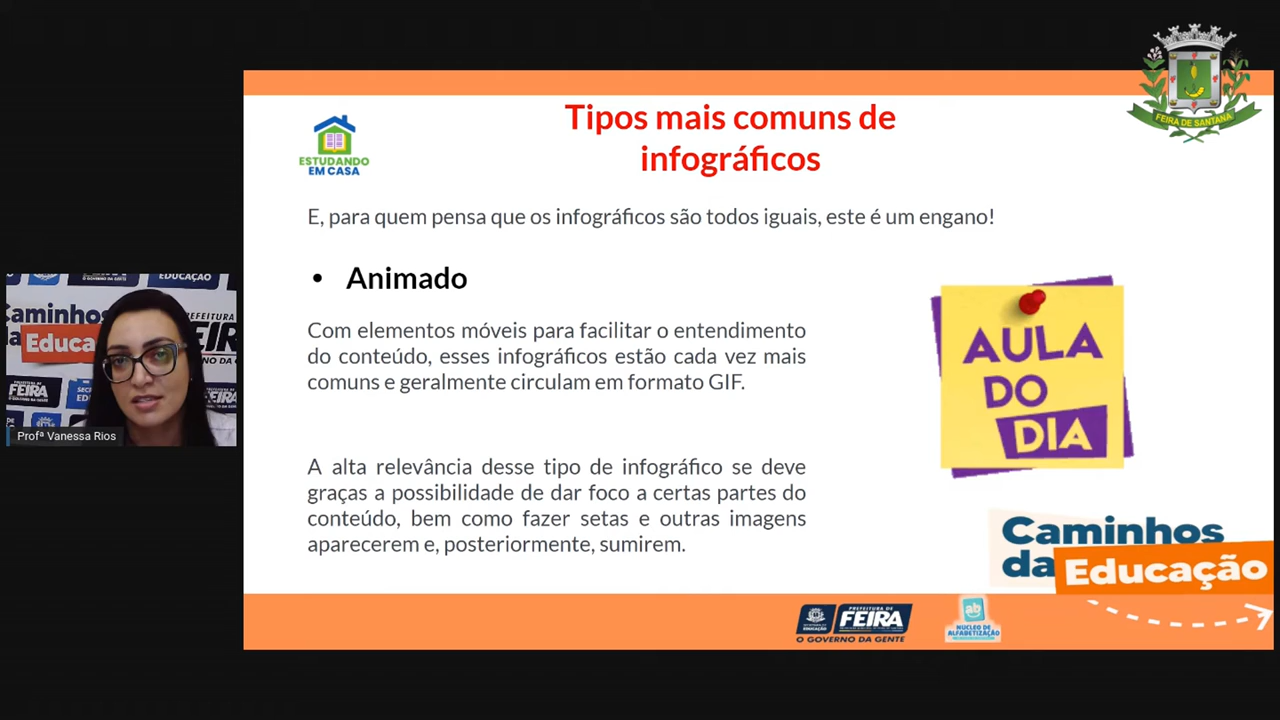 FEIRA DE SANTANA
Tipos mais comuns de
infográficos
ESTUDANDO
EM CASA
E, para quem pensa que os infográficos são todos iguais, este é um engano!
• Animado
Com elementos móveis para facilitar o entendimento
do conteúdo, esses infográficos estão cada vez mais
comuns e geralmente circulam em formato GIF.
A alta relevância desse tipo de infográfico se deve
graças a possibilidade de dar foco a certas partes do
conteúdo, bem como fazer setas e outras imagens
aparecerem e, posteriormente, sumirem.
AULA
DO
DIA
Caminhos
da Educação
EDUCAÇÃO
PREFEITURA DE
FEIRA
O GOVERNO DA GENTE
NÚCLEO DE
ALFABETIZAÇÃO
EDUCAÇÃO
Caminhos
Educa
FEIRA
Profª Vanessa Rios